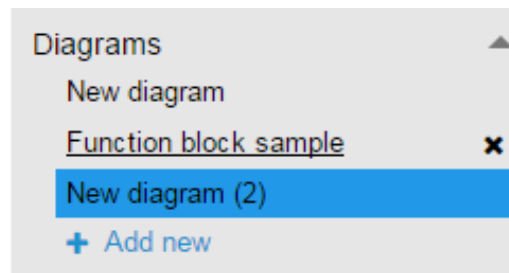 Diagrams
New diagram
Function block sample
New diagram (2)
+ Add new